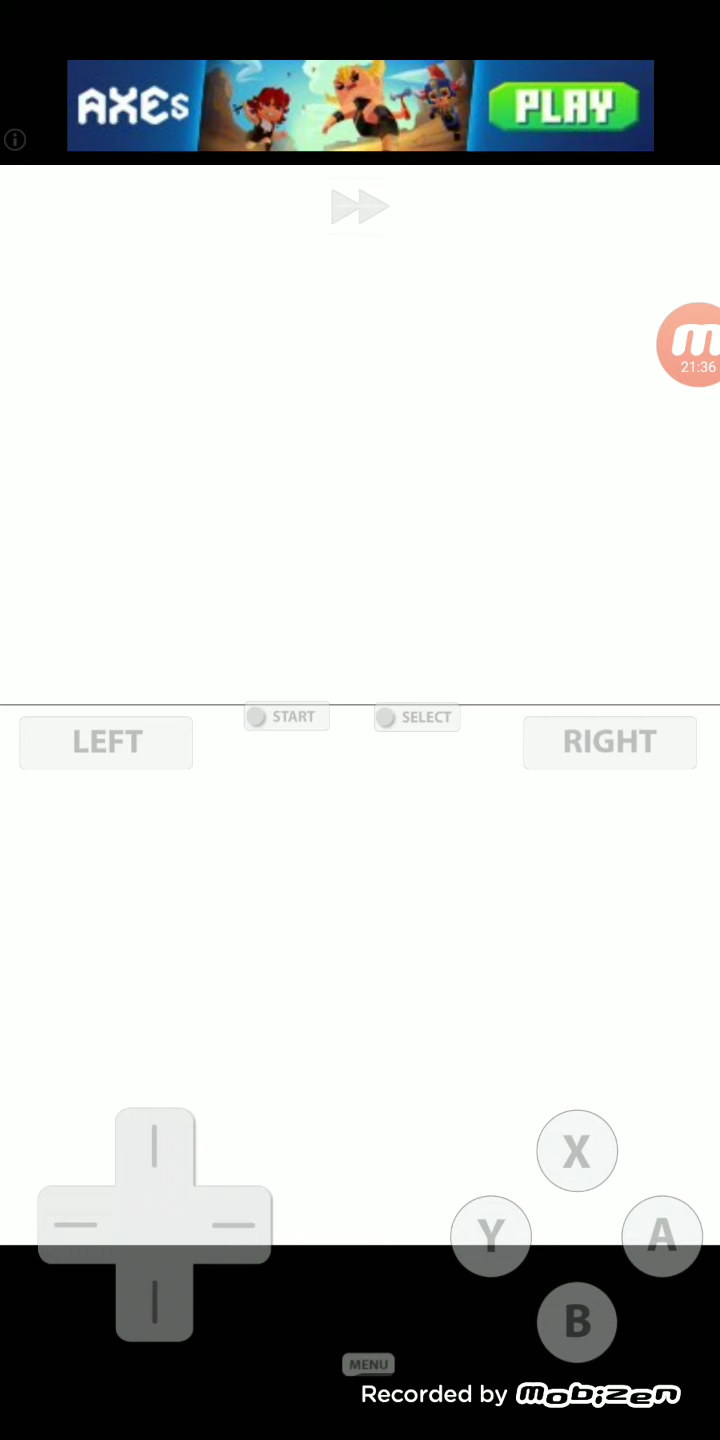 AXEs
PLAY
21:36
START
SELECT
LEFT
RIGHT
X
Y
A
B
MENU
Recorded by mobizen